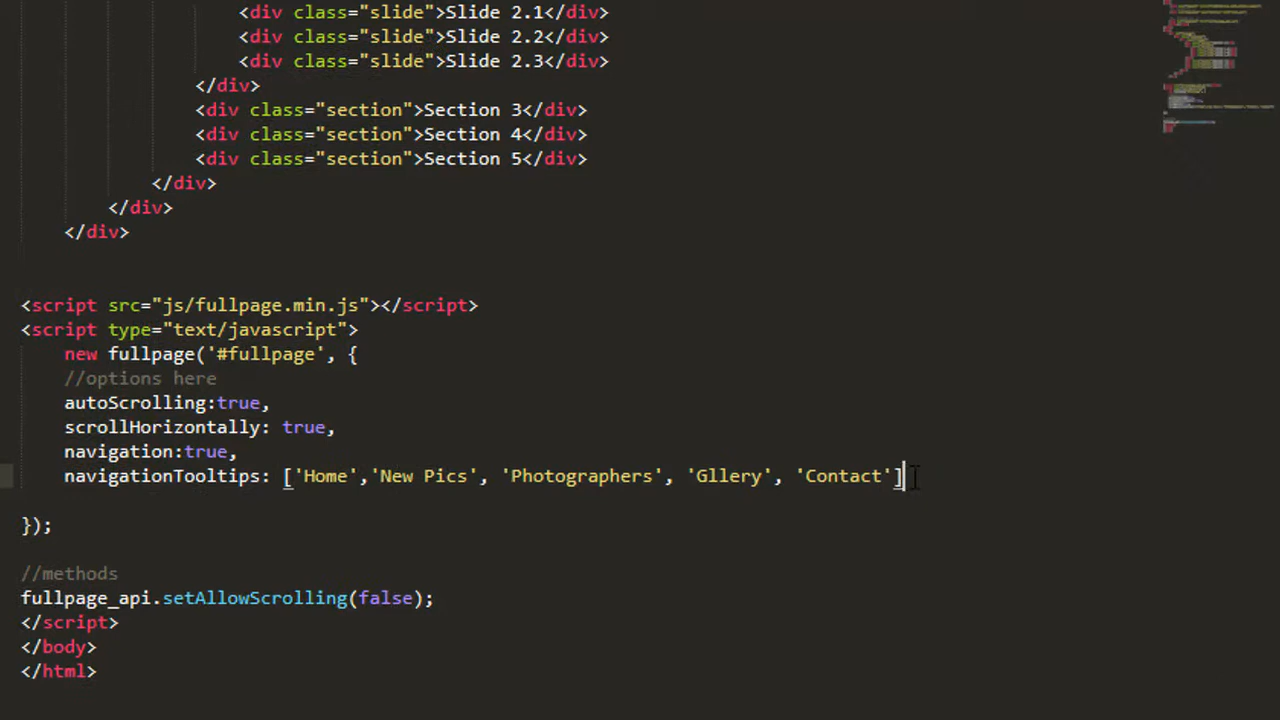 <div class="slide">Slide 2.1</div>
<div class="slide">Slide 2.2</div>
<div class="slide">Slide 2.3</div>
</div>
<div class="section">Section 3</div>
<div class="section">Section 4</div>
<div class="section">Section 5</div>
</div>
</div>
</div>
<script src="js/fullpage.min.js"></script>
<script type="text/javascript">
new fullpage('#fullpage', {
//options here
autoScrolling:true,
scrollHorizontally: true,
navigation:true,
navigationTooltips: ['Home','New Pics', 'Photographers', 'Gllery', 'Contact']
});
//methods
fullpage_api.setAllowScrolling(false);
</script>
</body>
</html>